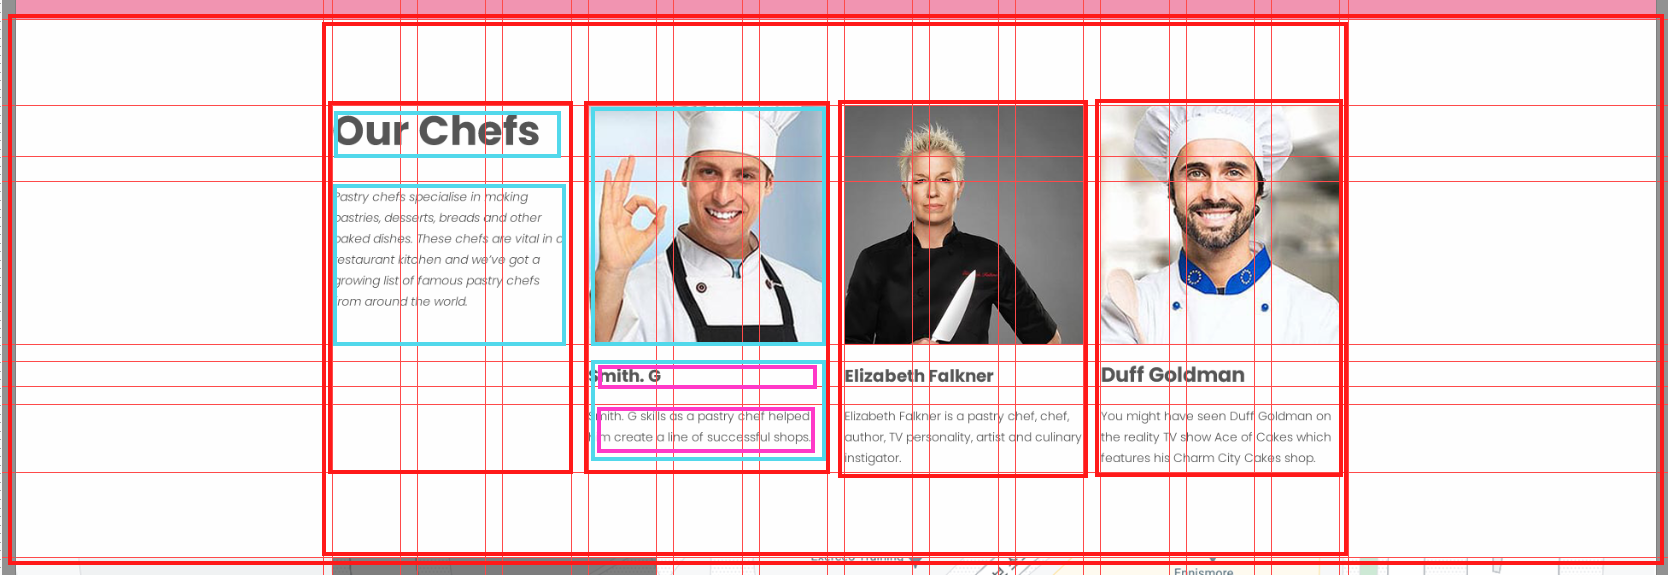 Our Chefs
Pastry chefs specialise in making
pastries, desserts, breads and other
baked dishes. These chefs are vital in a
restaurant kitchen and we've got a
growing list of famous pastry chefs
from around the world.
Smith. G
Smith. G skills as a pastry chef helped
him create a line of successful shops.
Elizabeth Falkner
Elizabeth Falkner is a pastry chef, chef,
author, TV personality, artist and culinary
instigator.
Duff Goldman
You might have seen Duff Goldman on
the reality TV show Ace of Cakes which
features his Charm City Cakes shop.
Ennismore